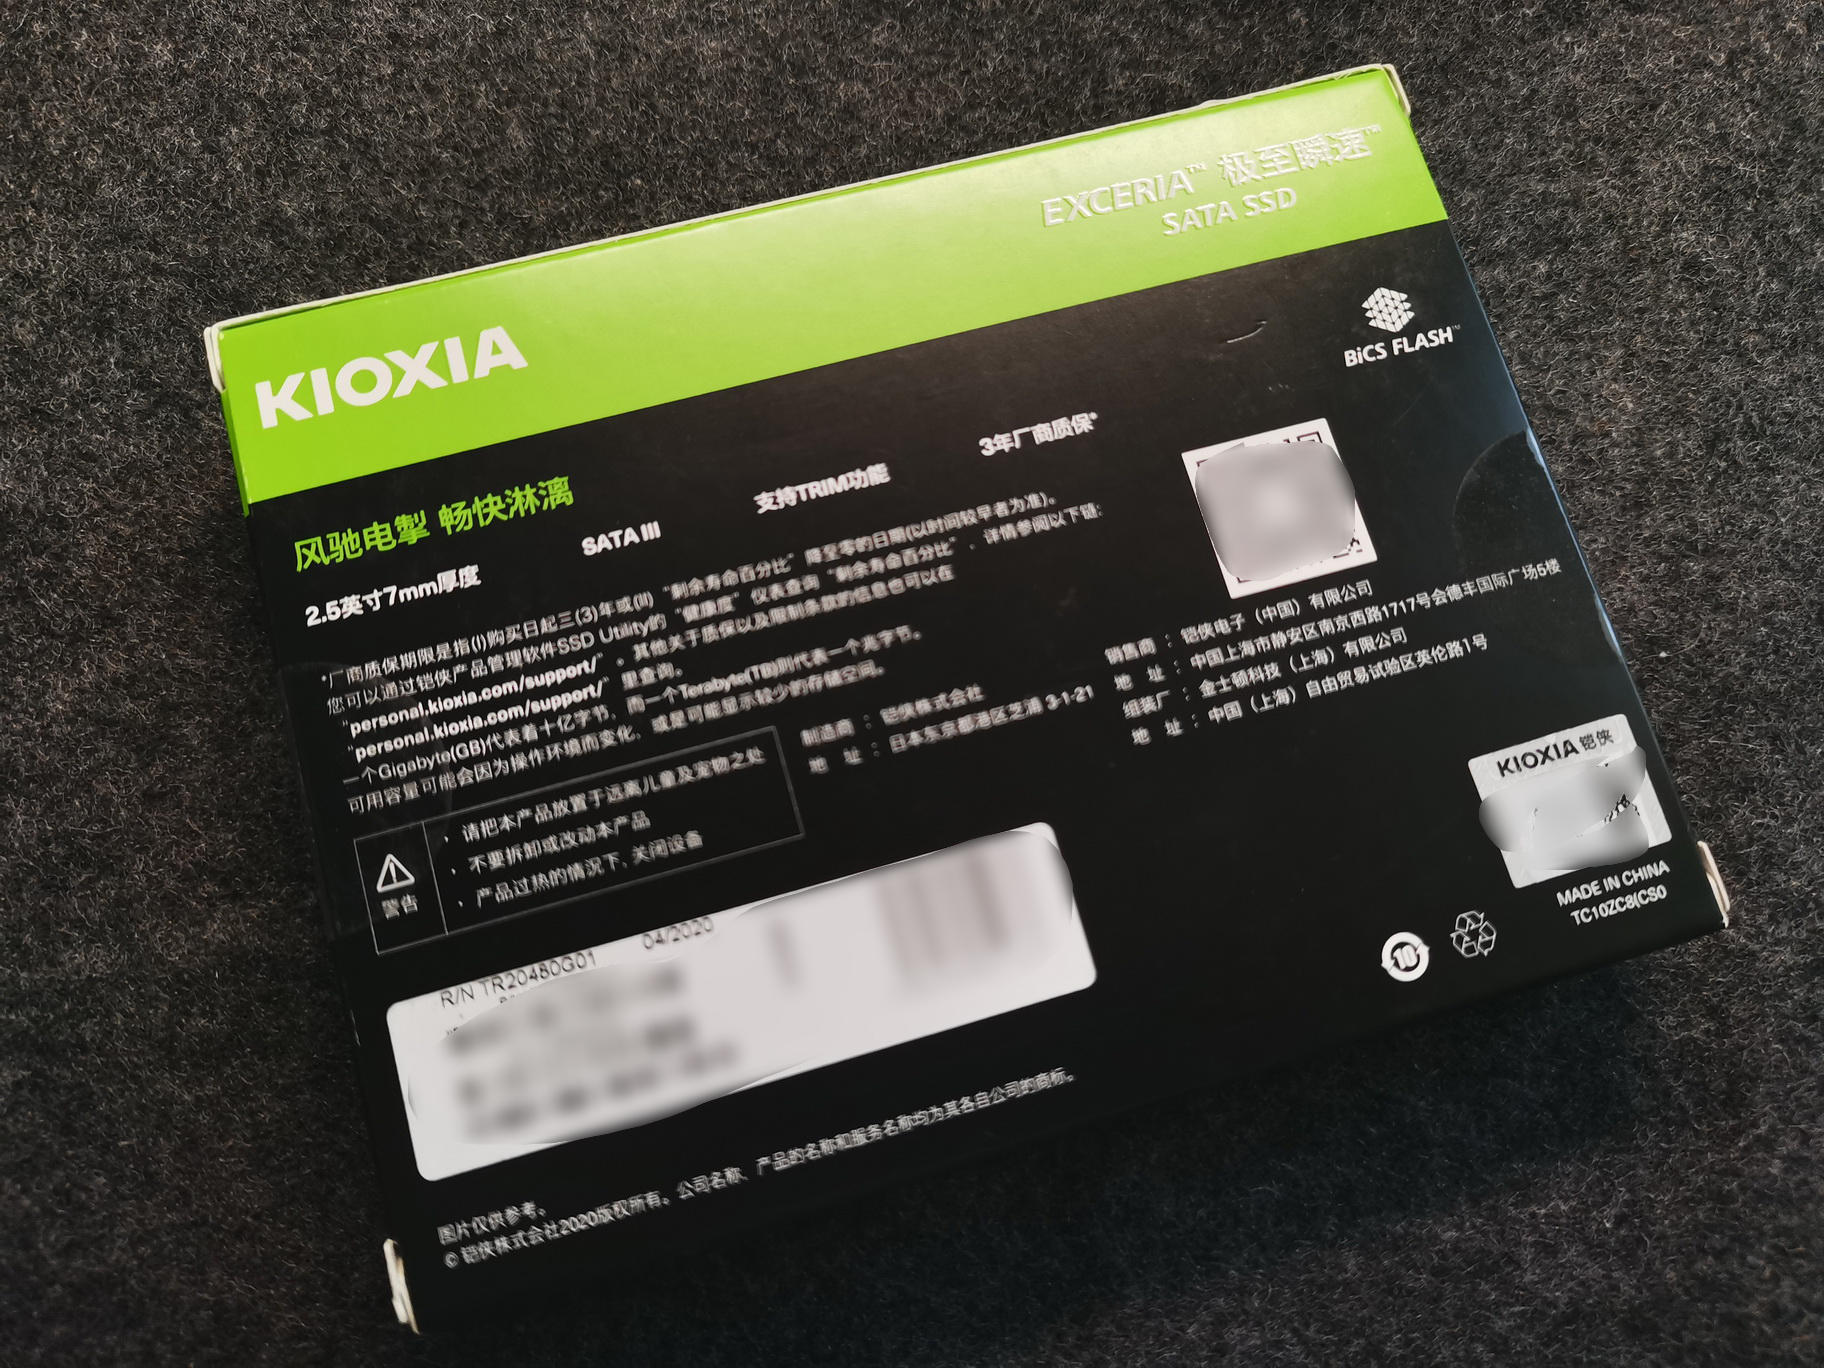 EXCERIA™ 极至瞬速™
SATA SSD
KIOXIA
BiCS FLASH™
风驰电掣 畅快淋漓
2.5英寸7mm厚度
SATA III
支持TRIM功能
3年厂商质保*
*厂商质保期限是指(I)购买日起三(3)年或(II)“剩余寿命百分比”降至零的日期(以时间较早者为准)。
您可以通过铠侠产品管理软件SSD Utility的“健康度”仪表查询“剩余寿命百分比”,详情参阅以下链:
"personal.kioxia.com/support/",其他关于质保以及限制条款的信息也可以在
"personal.kioxia.com/support/"里查询。
一个Gigabyte(GB)代表着十亿字节、而一个Terabyte(TB)则代表一个兆字节。
可用容量可能会因为操作环境而变化、或是可能显示较少的存储空间。
警告
· 请把本产品放置于远离儿童及宠物之处
· 不要拆卸或改动本产品
· 产品过热的情况下,关闭设备
制造商 : 铠侠株式会社
地 址 : 日本东京都港区芝浦 3-1-21
销售商 : 铠侠电子(中国)有限公司
地 址 : 中国上海市静安区南京西路1717号会德丰国际广场5楼
组装厂 : 金士顿科技(上海)有限公司
地 址 : 中国(上海)自由贸易试验区英伦路1号
KIOXIA 铠侠
MADE IN CHINA
TC10ZC8(CS0
10
R/N TR20480G01 04/2020
图片仅供参考。
© 铠侠株式会社2020版权所有。公司名称、产品的名称和服务名称均为其各自公司的商标。